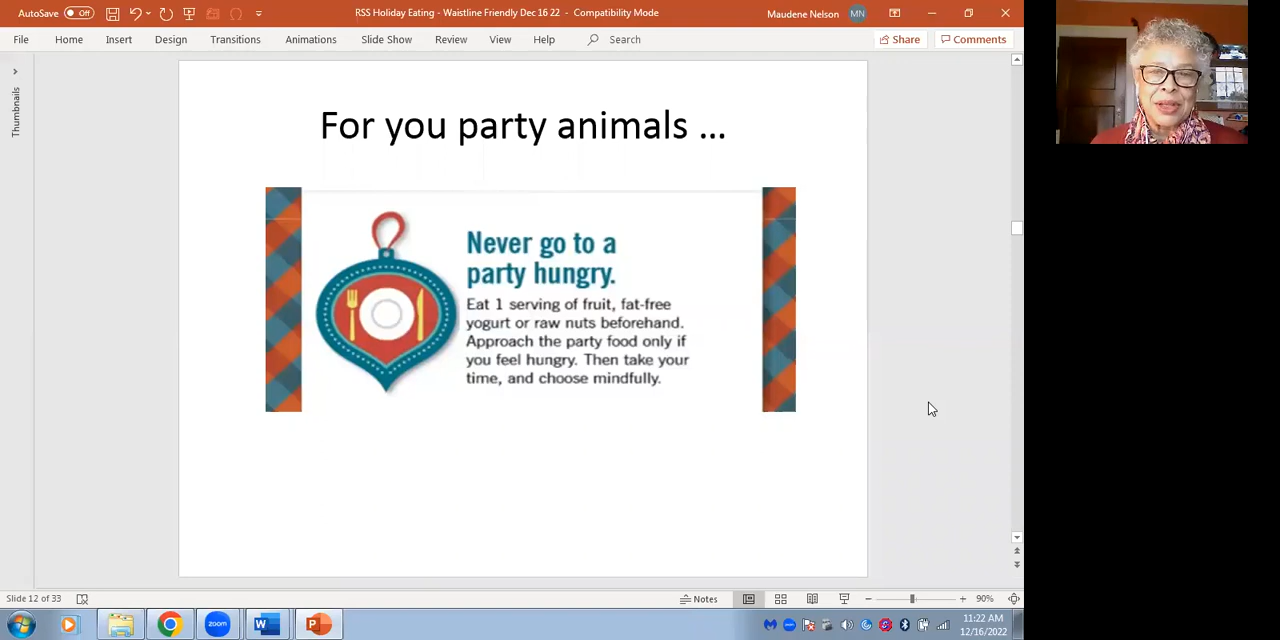 AutoSave Off RSS Holiday Eating - Waistline Friendly Dec 16 22 - Compatibility Mode Maudene Nelson MN
File Home Insert Design Transitions Animations Slide Show Review View Help Search Share Comments
Thumbnails
For you party animals ...
Never go to a
party hungry.
Eat 1 serving of fruit, fat-free
yogurt or raw nuts beforehand.
Approach the party food only if
you feel hungry. Then take your
time, and choose mindfully.
Slide 12 of 33 Notes 90%
zoom
11:22 AM
12/16/2022